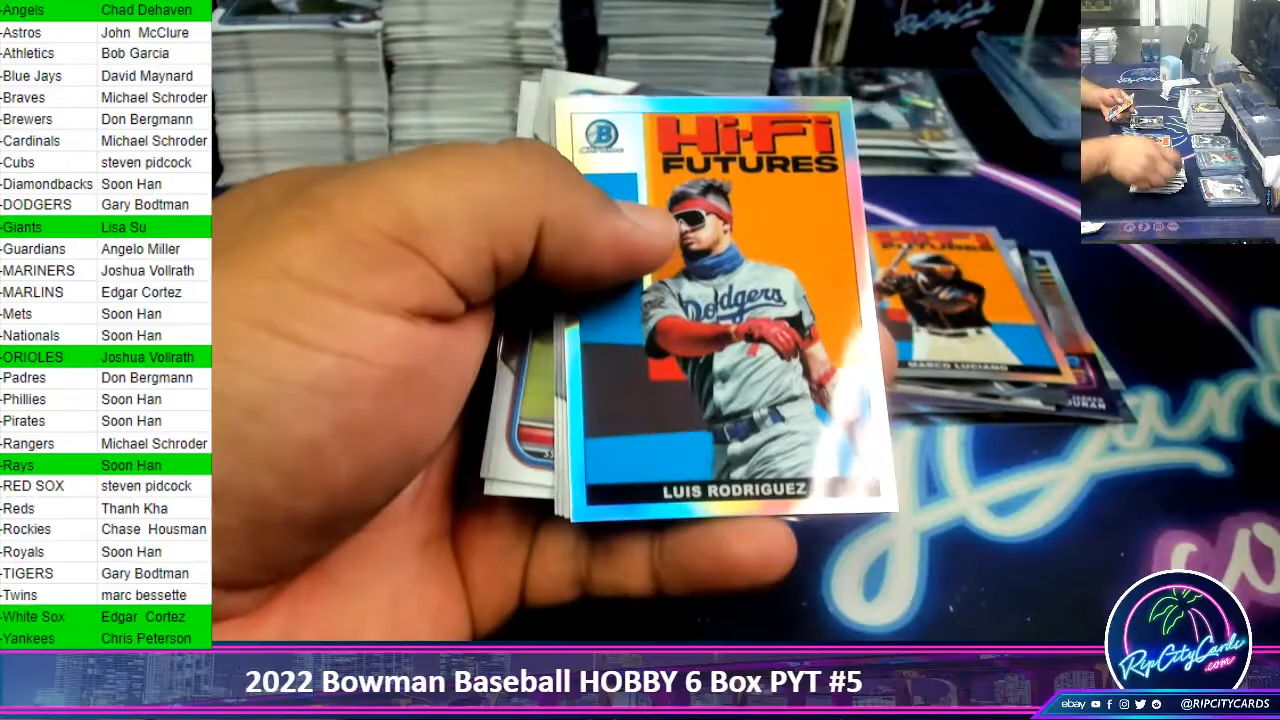 -Angels Chad Dehaven
-Astros John McClure
-Athletics Bob Garcia
-Blue Jays David Maynard
-Braves Michael Schroder
-Brewers Don Bergmann
-Cardinals Michael Schroder
-Cubs steven pidcock
-Diamondbacks Soon Han
-DODGERS Gary Bodtman
-Giants Lisa Su
-Guardians Angelo Miller
-MARINERS Joshua Vollrath
-MARLINS Edgar Cortez
-Mets Soon Han
-Nationals Soon Han
-ORIOLES Joshua Vollrath
-Padres Don Bergmann
-Phillies Soon Han
-Pirates Soon Han
-Rangers Michael Schroder
-Rays Soon Han
-RED SOX steven pidcock
-Reds Thanh Kha
-Rockies Chase Housman
-Royals Soon Han
-TIGERS Gary Bodtman
-Twins marc bessette
-White Sox Edgar Cortez
-Yankees Chris Peterson
B
Hi-Fi
FUTURES
Dodgers
LUIS RODRIGUEZ
FUTURES
MARCO LUCIANO
JARREN
DURAN
2022 Bowman Baseball HOBBY 6 Box PYT #5
RipCityCards
.com
ebay @RIPCITYCARDS